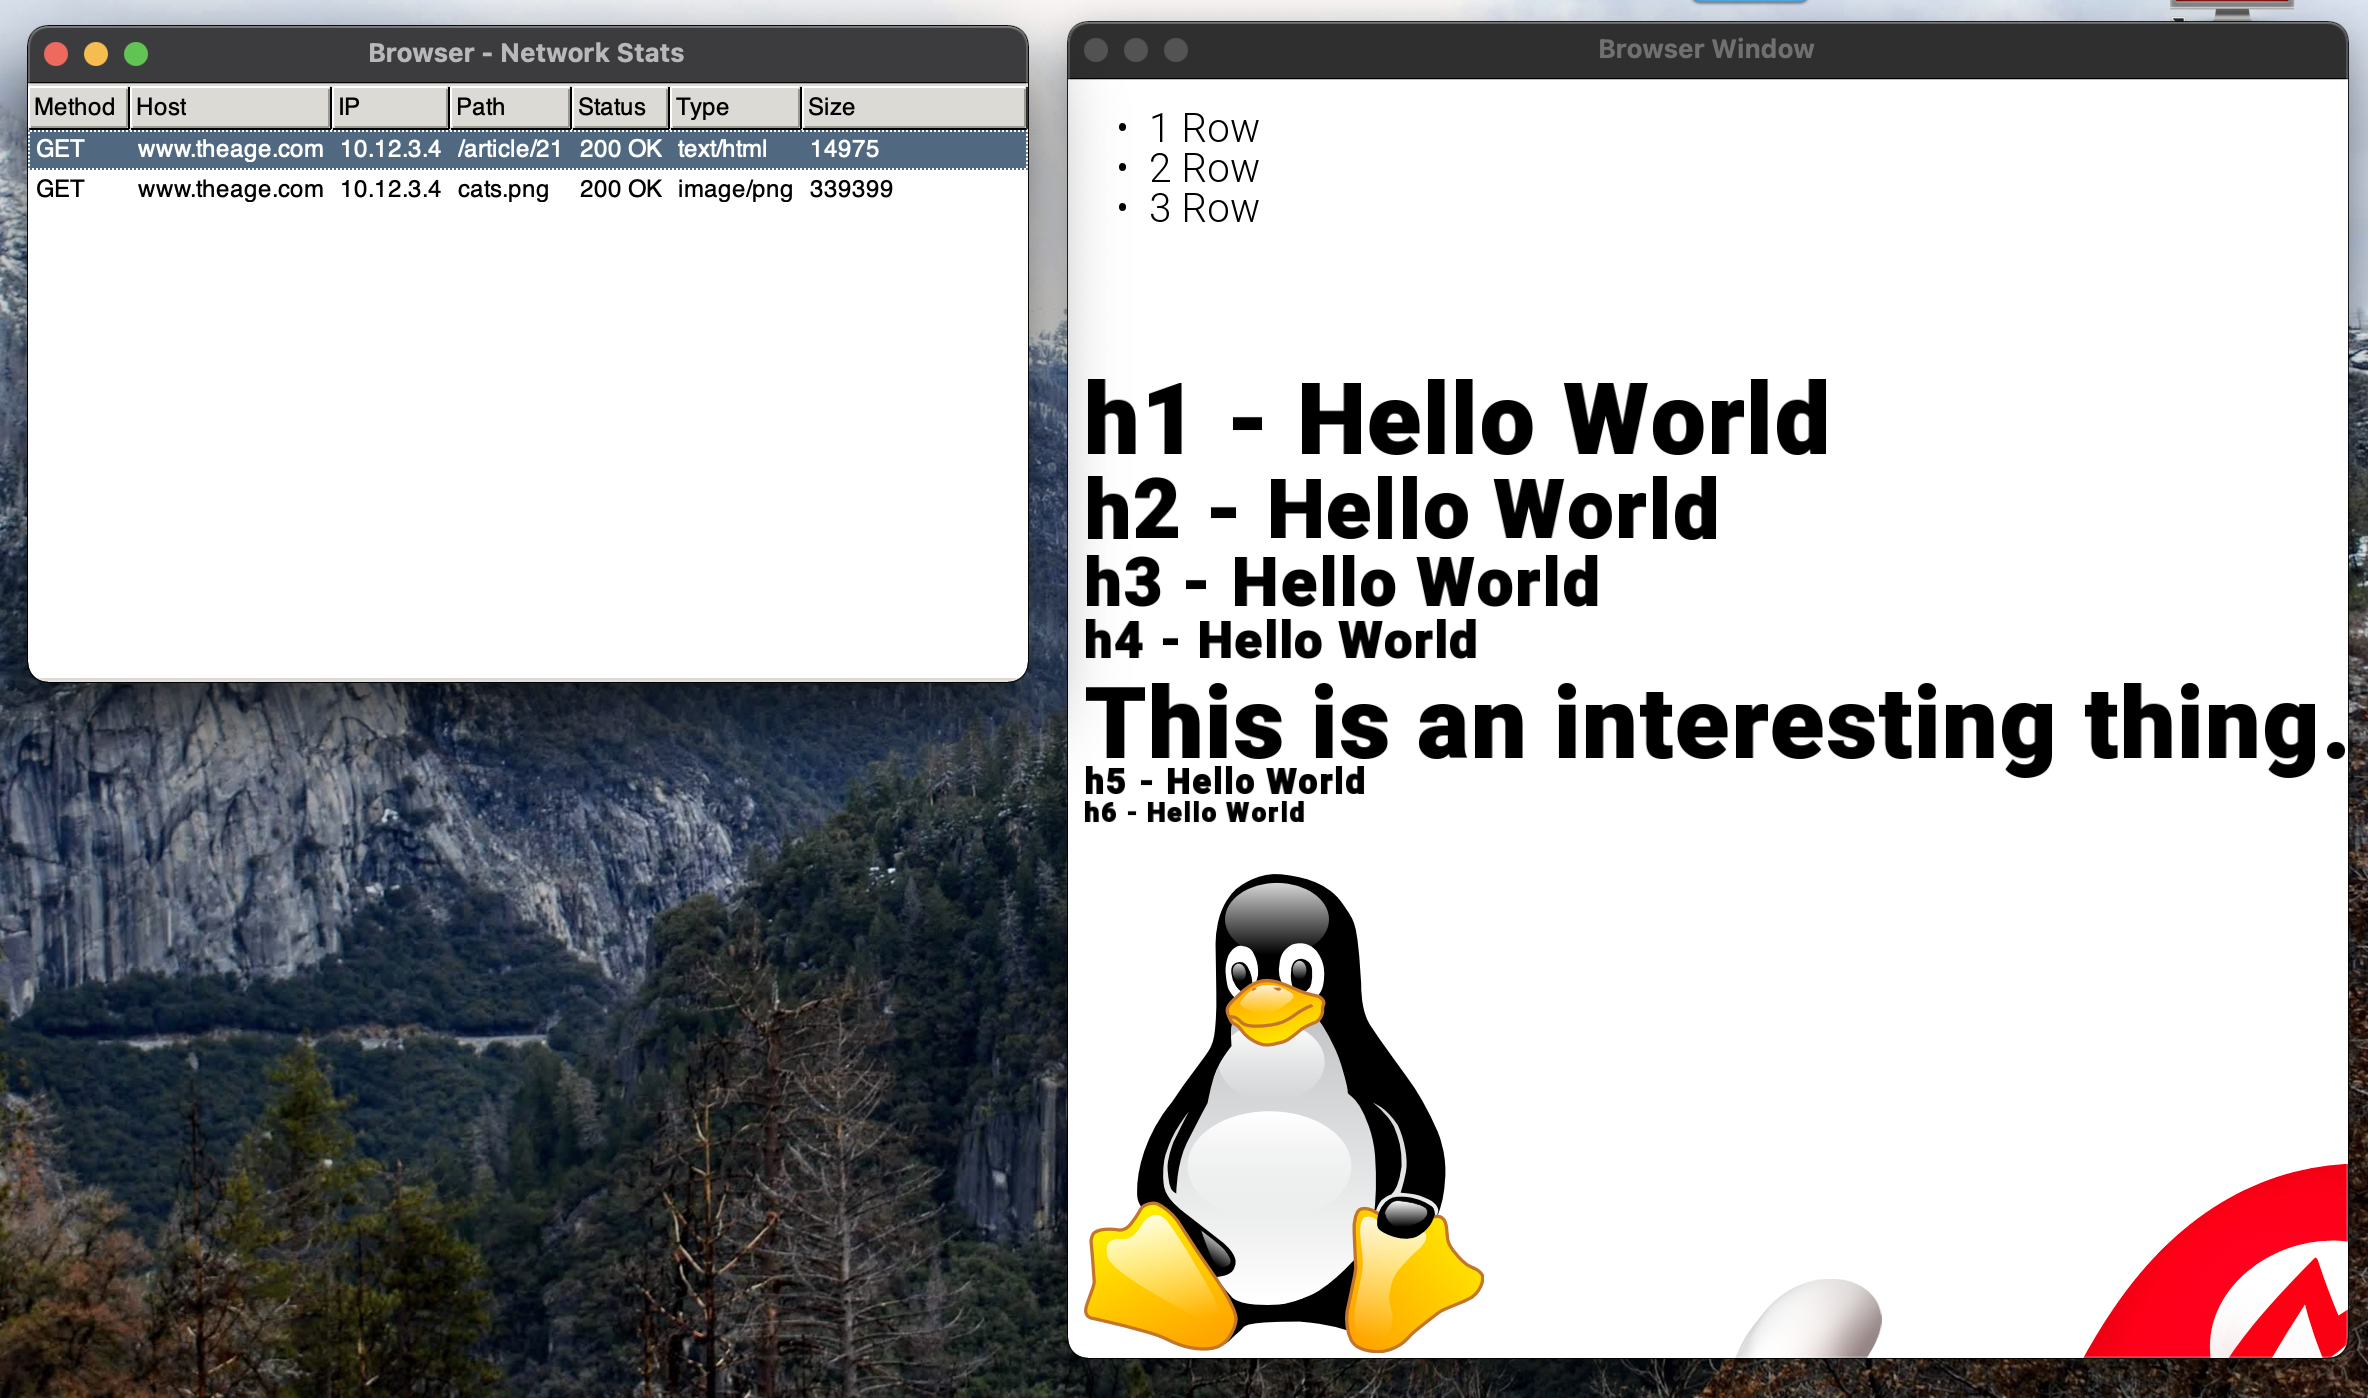 Browser - Network Stats
Method Host IP Path Status Type Size
GET www.theage.com 10.12.3.4 /article/21 200 OK text/html 14975
GET www.theage.com 10.12.3.4 cats.png 200 OK image/png 339399
Browser Window
• 1 Row
• 2 Row
• 3 Row
h1 - Hello World
h2 - Hello World
h3 - Hello World
h4 - Hello World
This is an interesting thing.
h5 - Hello World
h6 - Hello World